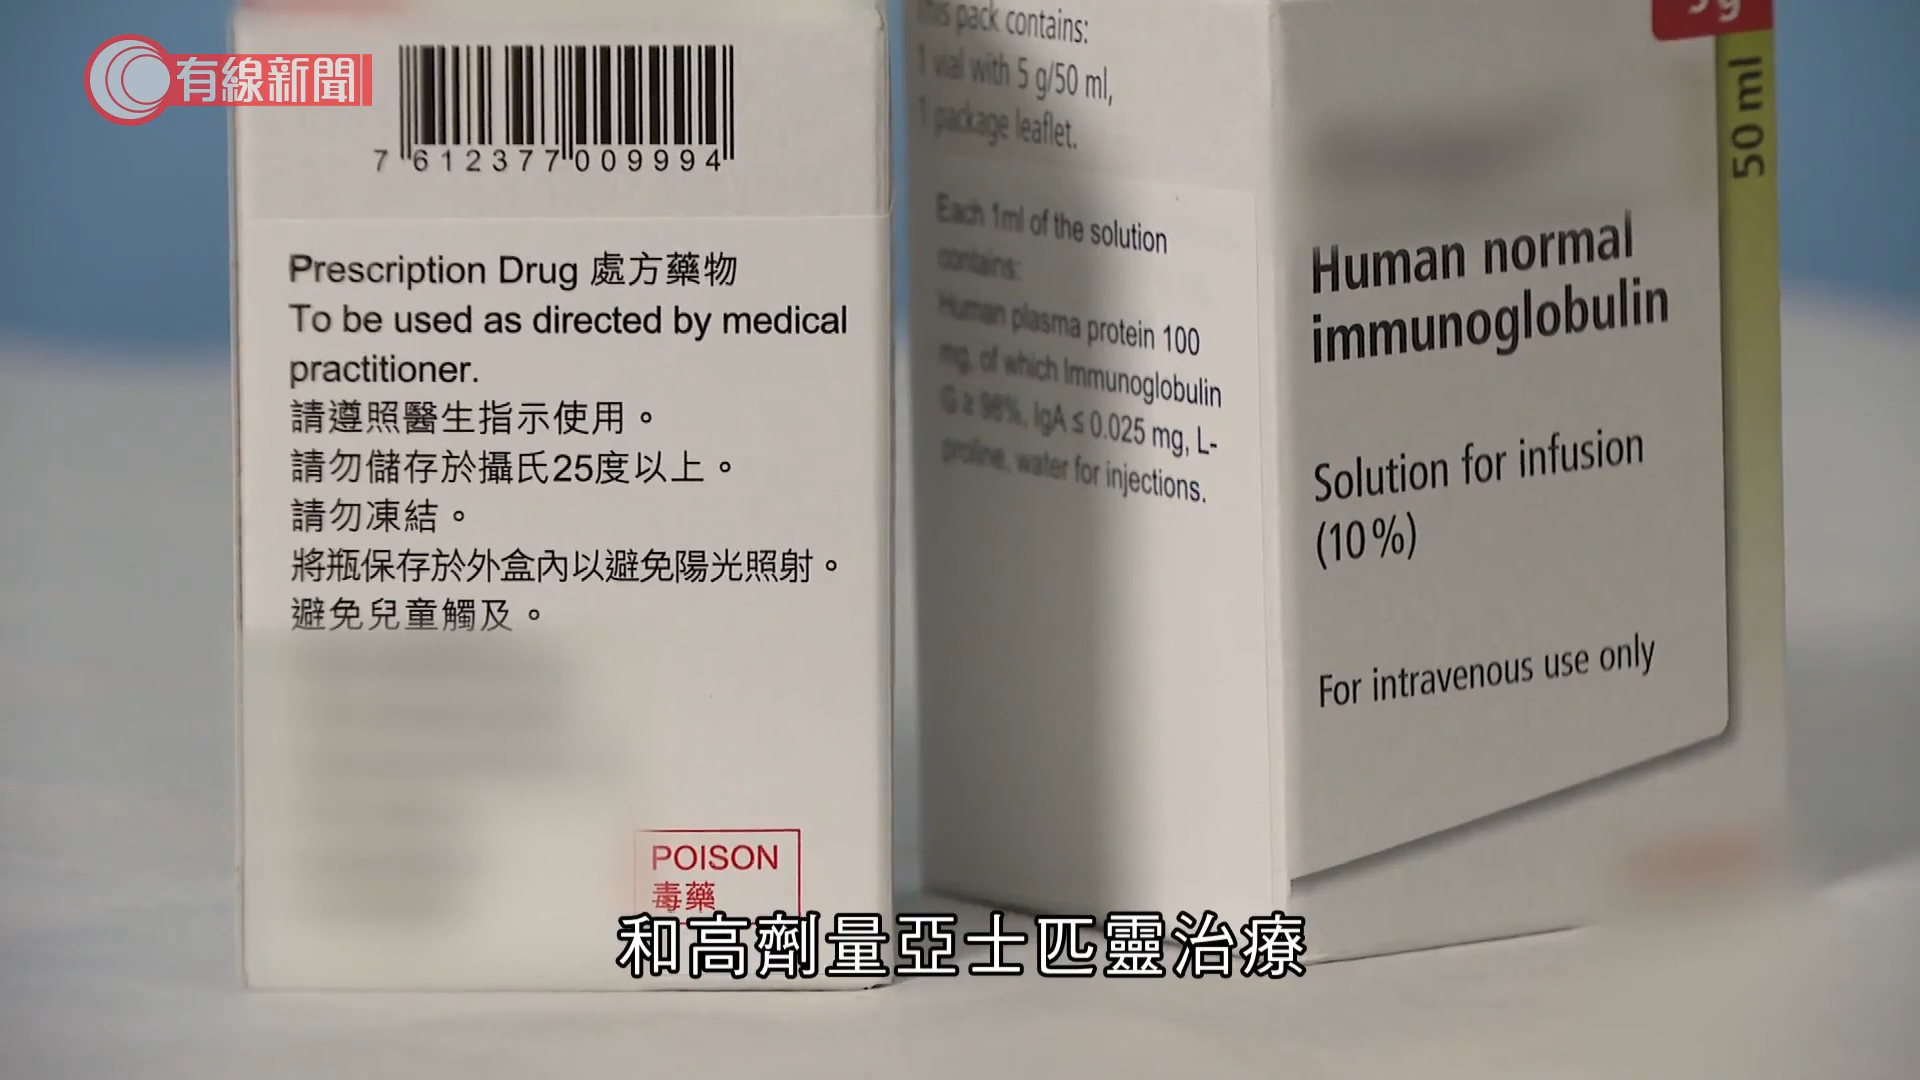 有線新聞
7 612377 009994
Prescription Drug 處方藥物
To be used as directed by medical
practitioner.
請遵照醫生指示使用。
請勿儲存於攝氏25度以上。
請勿凍結。
將瓶保存於外盒內以避免陽光照射。
避免兒童觸及。
POISON
毒藥
This pack contains:
1 vial with 5 g/50 ml,
1 package leaflet.
Each 1ml of the solution
contains:
Human plasma protein 100
mg, of which Immunoglobulin
G ≥ 98%, IgA ≤ 0.025 mg, L-
proline, water for injections.
5 g
50 ml
Human normal
immunoglobulin
Solution for infusion
(10%)
For intravenous use only
和高劑量亞士匹靈治療